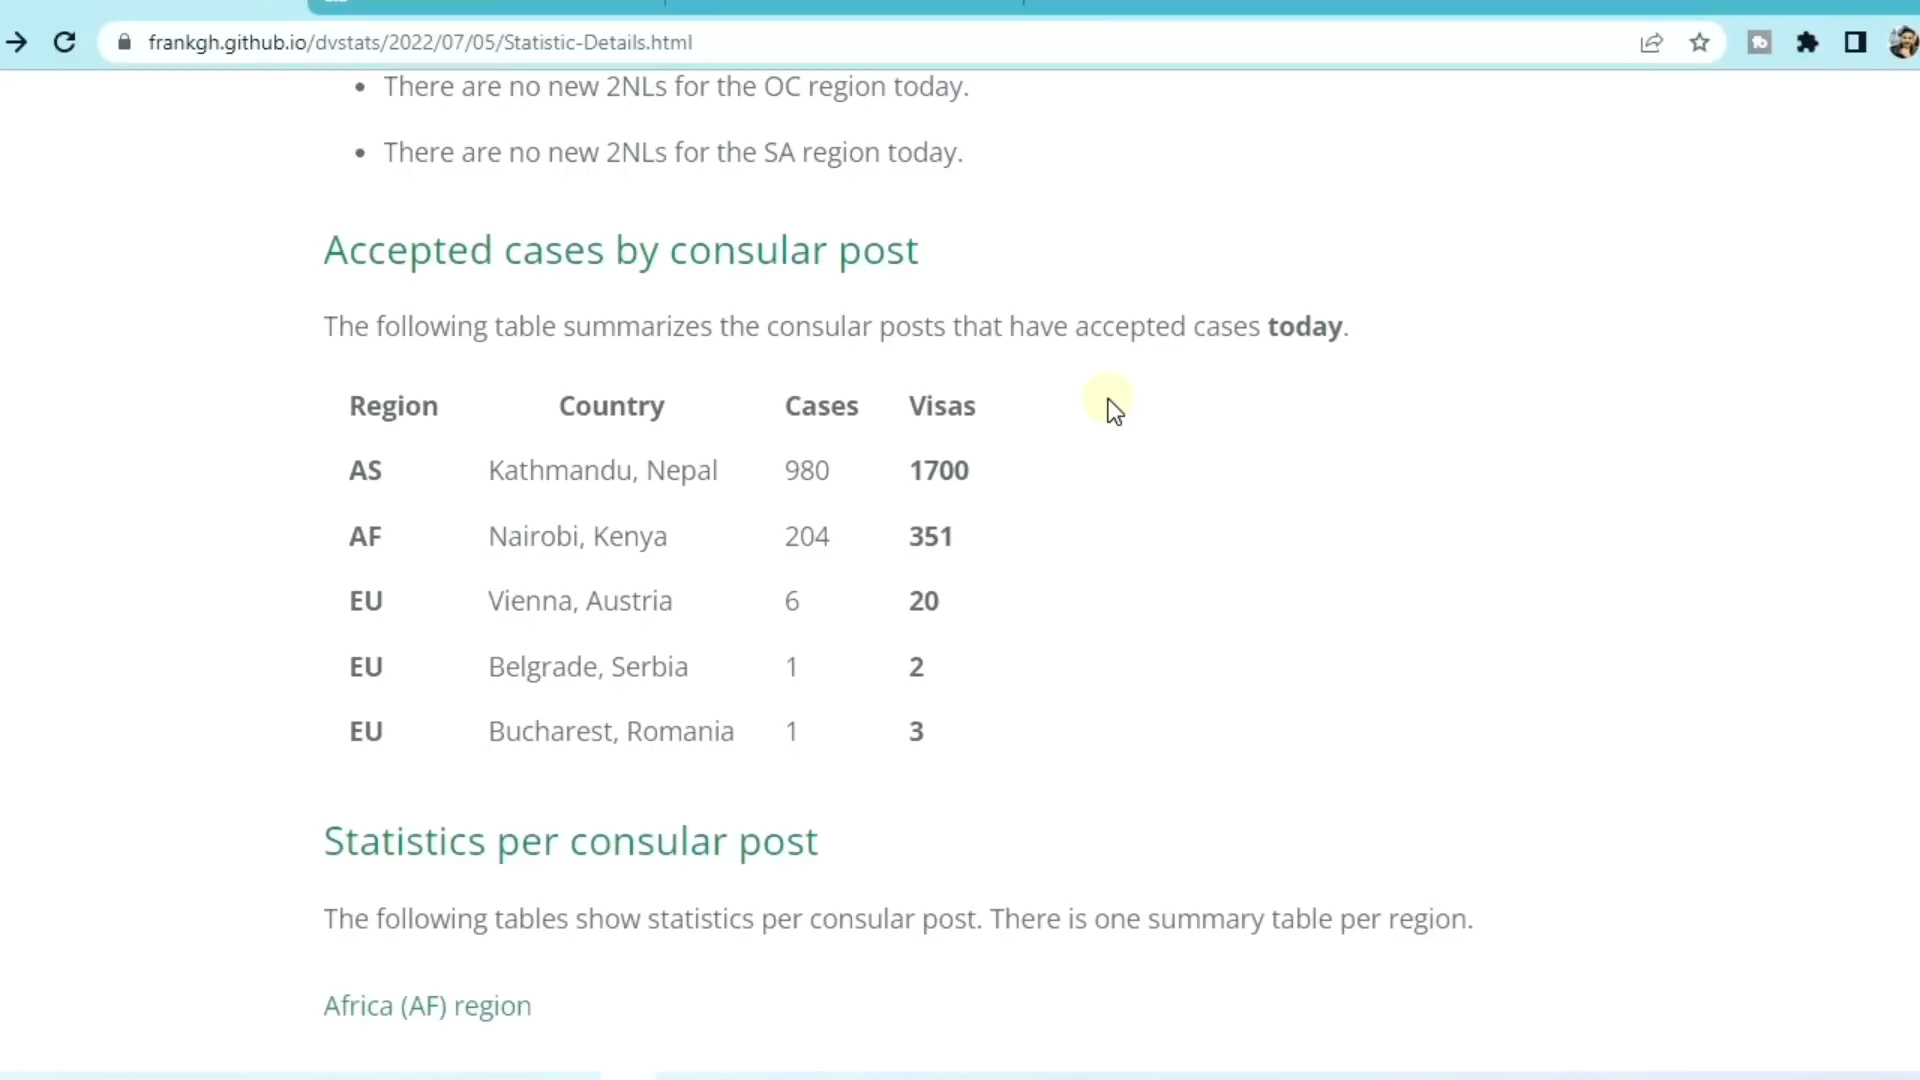 frankgh.github.io/dvstats/2022/07/05/Statistic-Details.html
There are no new 2NLs for the OC region today.
There are no new 2NLs for the SA region today.
Accepted cases by consular post
The following table summarizes the consular posts that have accepted cases today.
Region Country Cases Visas
AS Kathmandu, Nepal 980 1700
AF Nairobi, Kenya 204 351
EU Vienna, Austria 6 20
EU Belgrade, Serbia 1 2
EU Bucharest, Romania 1 3
Statistics per consular post
The following tables show statistics per consular post. There is one summary table per region.
Africa (AF) region